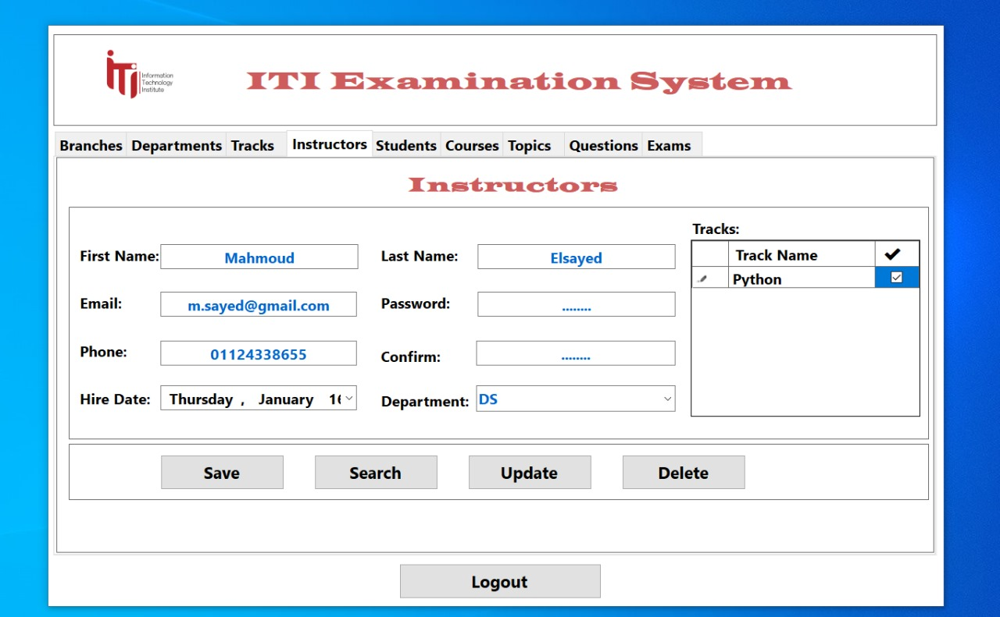 iTi Information
Technology
Institute
ITI Examination System
Branches Departments Tracks Instructors Students Courses Topics Questions Exams
Instructors
Tracks:
First Name: Mahmoud Last Name: Elsayed
Track Name
Python
Email: m.sayed@gmail.com Password: ........
Phone: 01124338655 Confirm: ........
Hire Date: Thursday , January Department: DS
Save Search Update Delete
Logout